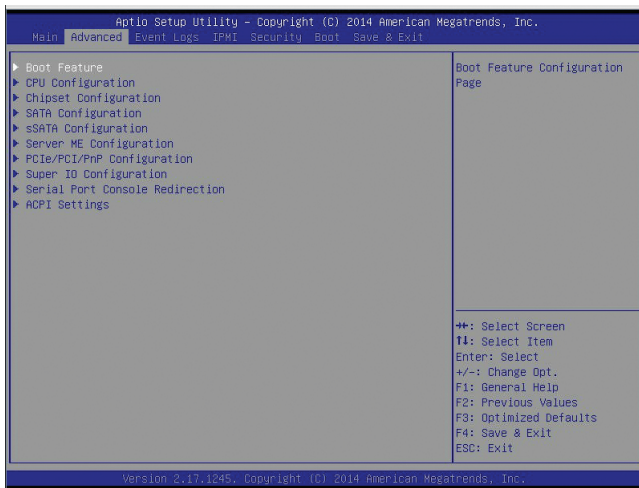 Aptio Setup Utility - Copyright (C) 2014 American Megatrends, Inc.
Main Advanced Event Logs IPMI Security Boot Save & Exit
▶ Boot Feature
▶ CPU Configuration
▶ Chipset Configuration
▶ SATA Configuration
▶ sSATA Configuration
▶ Server ME Configuration
▶ PCIe/PCI/PnP Configuration
▶ Super IO Configuration
▶ Serial Port Console Redirection
▶ ACPI Settings
Boot Feature Configuration
Page
→←: Select Screen
↑↓: Select Item
Enter: Select
+/-: Change Opt.
F1: General Help
F2: Previous Values
F3: Optimized Defaults
F4: Save & Exit
ESC: Exit
Version 2.17.1245. Copyright (C) 2014 American Megatrends, Inc.